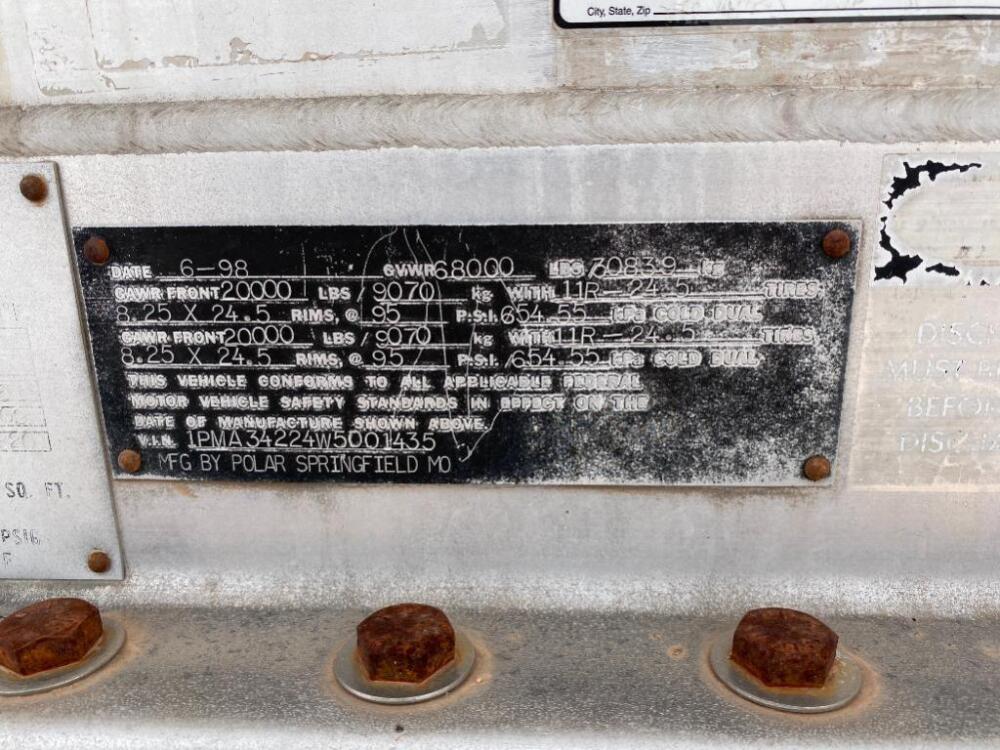 City, State, Zip
DATE 6-98 GVWR 68000 LBS/30839 kg
GAWR FRONT 20000 LBS / 9070 kg WITH 11R-24.5 TIRES,
8.25 X 24.5 RIMS, @ 95 P.S.I. 654.55 kPa COLD DUAL
GAWR FRONT 20000 LBS / 9070 kg WITH 11R-24.5 TIRES,
8.25 X 24.5 RIMS, @ 95/ P.S.I./654.55 kPa COLD DUAL
THIS VEHICLE CONFORMS TO ALL APPLICABLE FEDERAL
MOTOR VEHICLE SAFETY STANDARDS IN EFFECT ON THE
DATE OF MANUFACTURE SHOWN ABOVE.
V.I.N. 1PMA34224W5001435
MFG BY POLAR SPRINGFIELD MO
SQ. FT.
PSIG
F
DISCH
MUST
BEFO
DISC